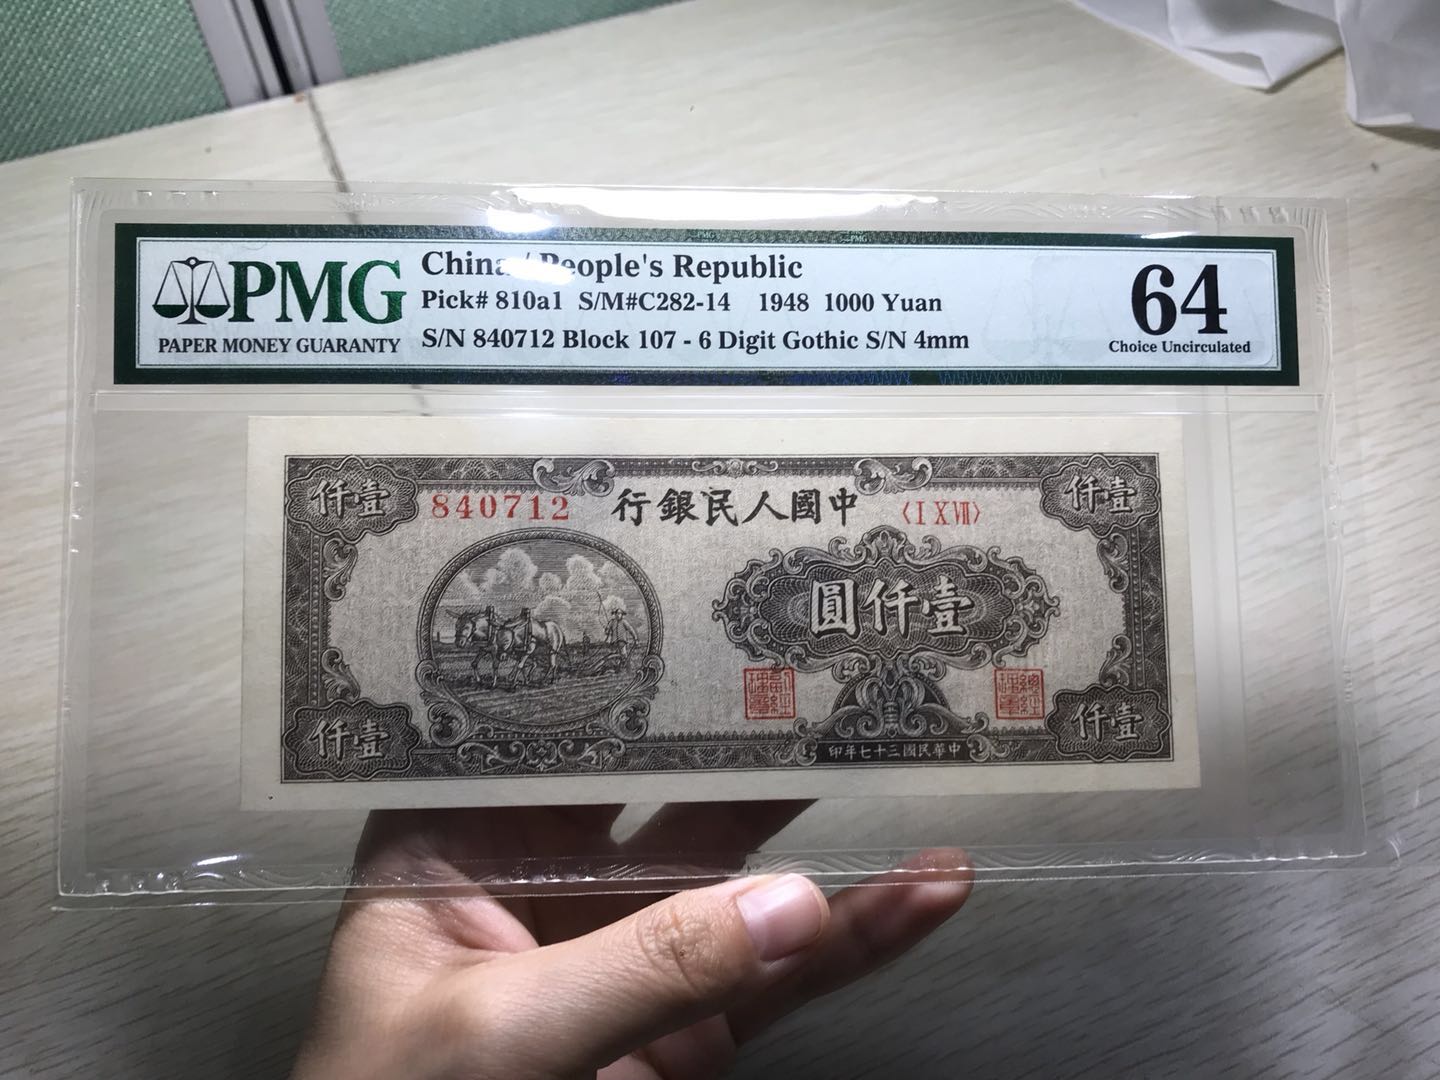 PMG
PAPER MONEY GUARANTY
China / People's Republic
Pick# 810a1 S/M#C282-14 1948 1000 Yuan
S/N 840712 Block 107 - 6 Digit Gothic S/N 4mm
64
Choice Uncirculated
仟壹
840712
行銀民人國中
〈IXVII〉
仟壹
圓仟壹
仟壹
印年七十三國民華中
仟壹